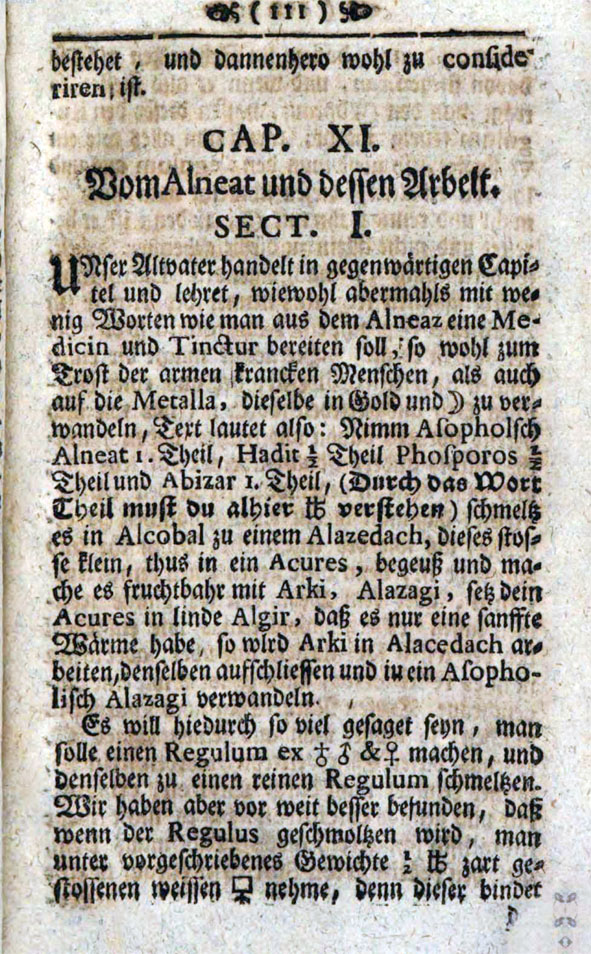 ( III )
bestehet, und dannenhero wohl zu conside-
riren, ist.
CAP. XI.
Vom Alneat und dessen Arbeit.
SECT. I.
UNser Altvater handelt in gegenwärtigen Capi-
tel und lehret, wiewohl abermahls mit we-
nig Worten wie man aus dem Alneaz eine Me-
dicin und Tinctur bereiten soll, so wohl zum
Trost der armen krancken Menschen, als auch
auf die Metalla, dieselbe in Gold und ☽ zu ver-
wandeln, Text lautet also: Nimm Asopholsch
Alneat 1. Theil, Hadit ½ Theil Phosporos ½
Theil und Abizar 1. Theil, (Durch das Wort
Theil must du alhier ℔ verstehen) schmeltz
es in Alcobal zu einem Alazedach, dieses stos-
se klein, thus in ein Acures, begeuß und ma-
che es fruchtbahr mit Arki, Alazagi, setz dein
Acures in linde Algir, daß es nur eine sanffte
Wärme habe, so wird Arki in Alacedach ar-
beiten, denselben aufschliessen und in ein Asopho-
lisch Alazagi verwandeln.
Es will hiedurch so viel gesaget seyn, man
solle einen Regulum ex ♁ ♂ & ♀ machen, und
denselben zu einen reinen Regulum schmeltzen.
Wir haben aber vor weit besser befunden, daß
wenn der Regulus geschmoltzen wird, man
unter vorgeschriebenes Gewichte ½ ℔ zart ge-
stossenen weissen nehme, denn dieser bindet